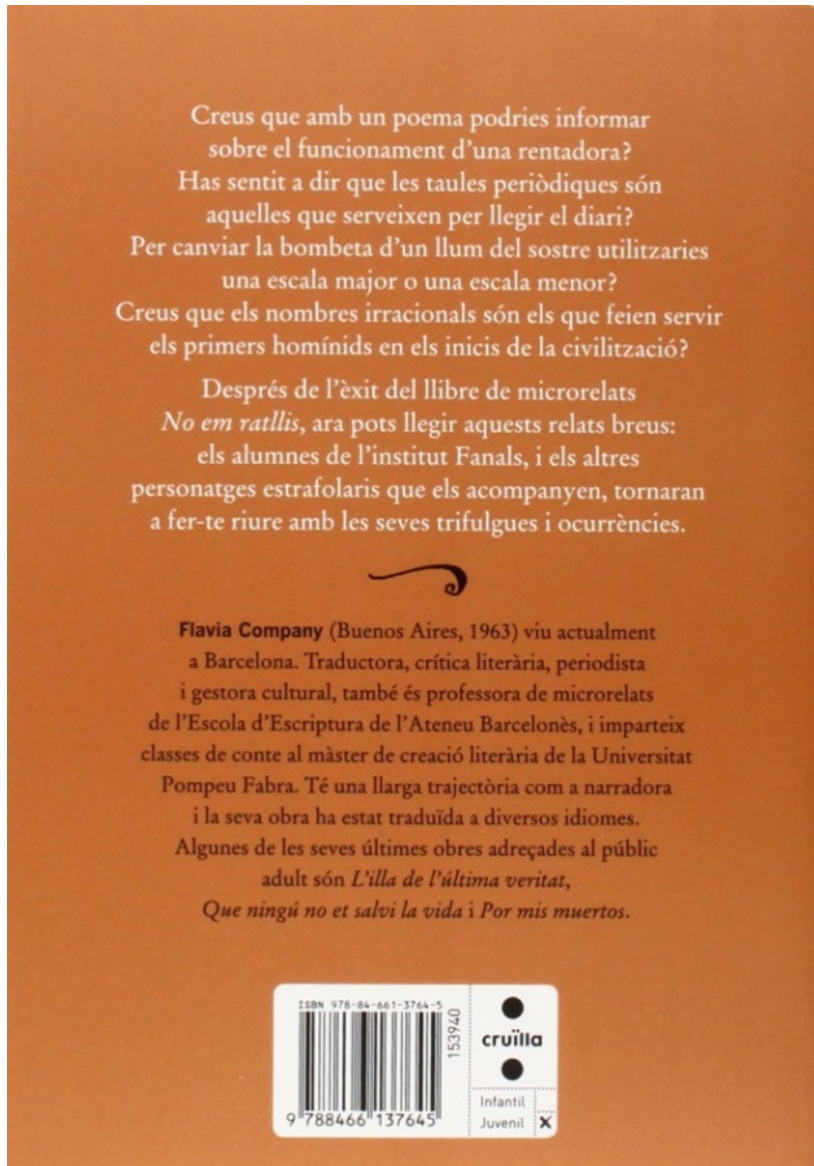 Creus que amb un poema podries informar
sobre el funcionament d'una rentadora?
Has sentit a dir que les taules periòdiques són
aquelles que serveixen per llegir el diari?
Per canviar la bombeta d'un llum del sostre utilitzaries
una escala major o una escala menor?
Creus que els nombres irracionals són els que feien servir
els primers homínids en els inicis de la civilització?
Després de l'èxit del llibre de microrelats
No em ratllis, ara pots llegir aquests relats breus:
els alumnes de l'institut Fanals, i els altres
personatges estrafolaris que els acompanyen, tornaran
a fer-te riure amb les seves trifulgues i ocurrències.
Flavia Company (Buenos Aires, 1963) viu actualment
a Barcelona. Traductora, crítica literària, periodista
i gestora cultural, també és professora de microrelats
de l'Escola d'Escriptura de l'Ateneu Barcelonès, i imparteix
classes de conte al màster de creació literària de la Universitat
Pompeu Fabra. Té una llarga trajectòria com a narradora
i la seva obra ha estat traduïda a diversos idiomes.
Algunes de les seves últimes obres adreçades al públic
adult són L'illa de l'última veritat,
Que ningú no et salvi la vida i Por mis muertos.
ISBN 978-84-661-3764-5
9 788466 137645
153940
cruïlla
Infantil
Juvenil X